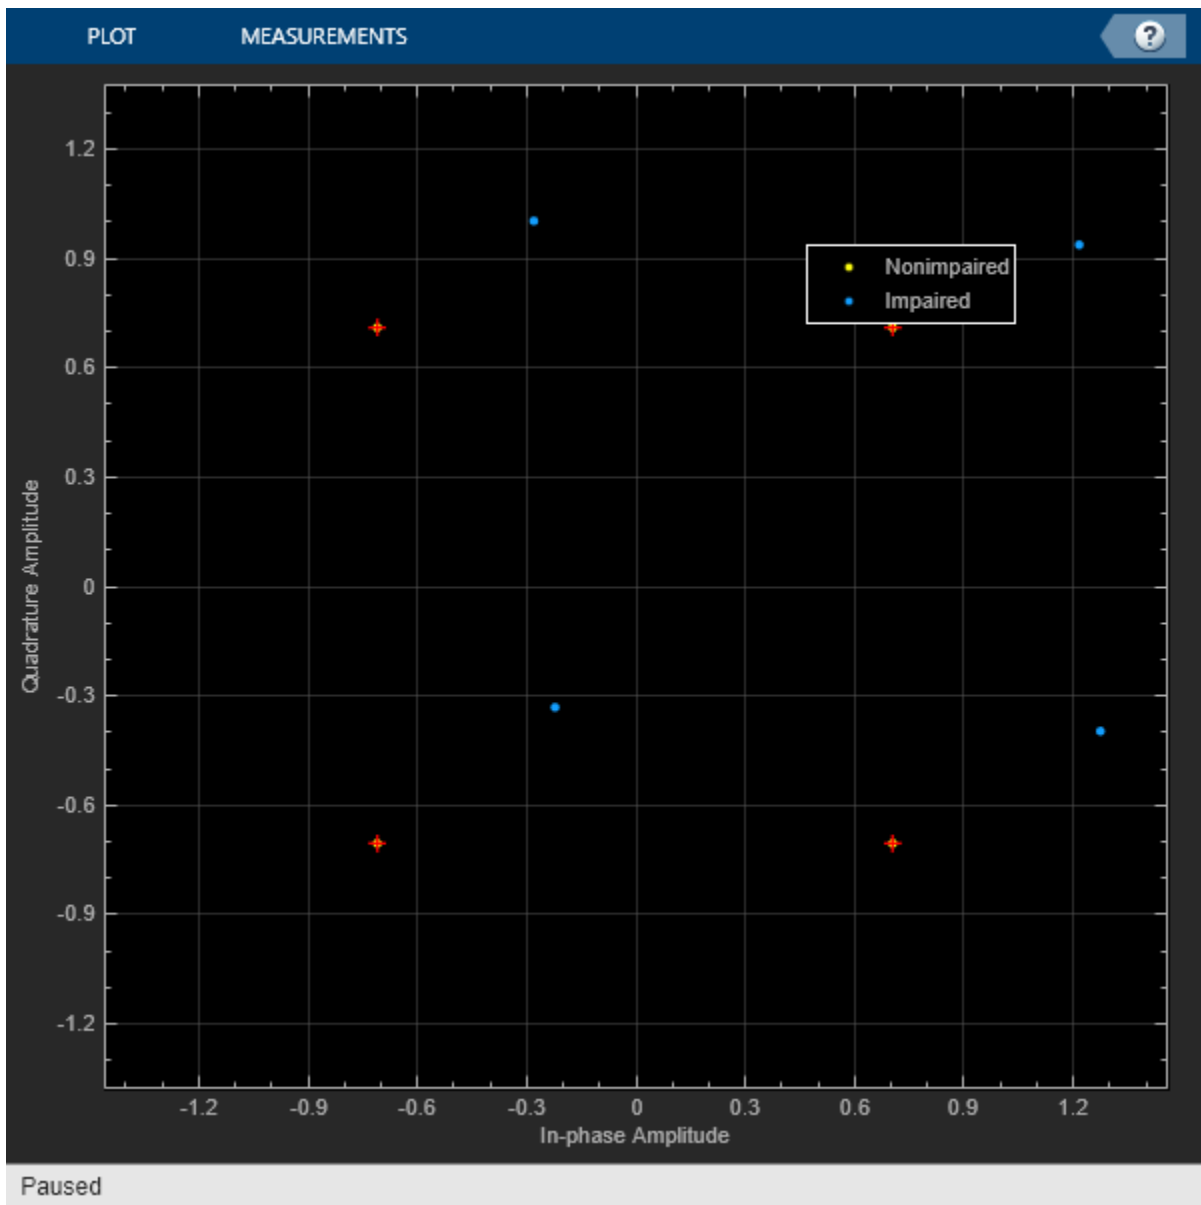 PLOT MEASUREMENTS ?
1.2
0.9
0.6
0.3
0
-0.3
-0.6
-0.9
-1.2
Quadrature Amplitude
Nonimpaired
Impaired
-1.2 -0.9 -0.6 -0.3 0 0.3 0.6 0.9 1.2
In-phase Amplitude
Paused